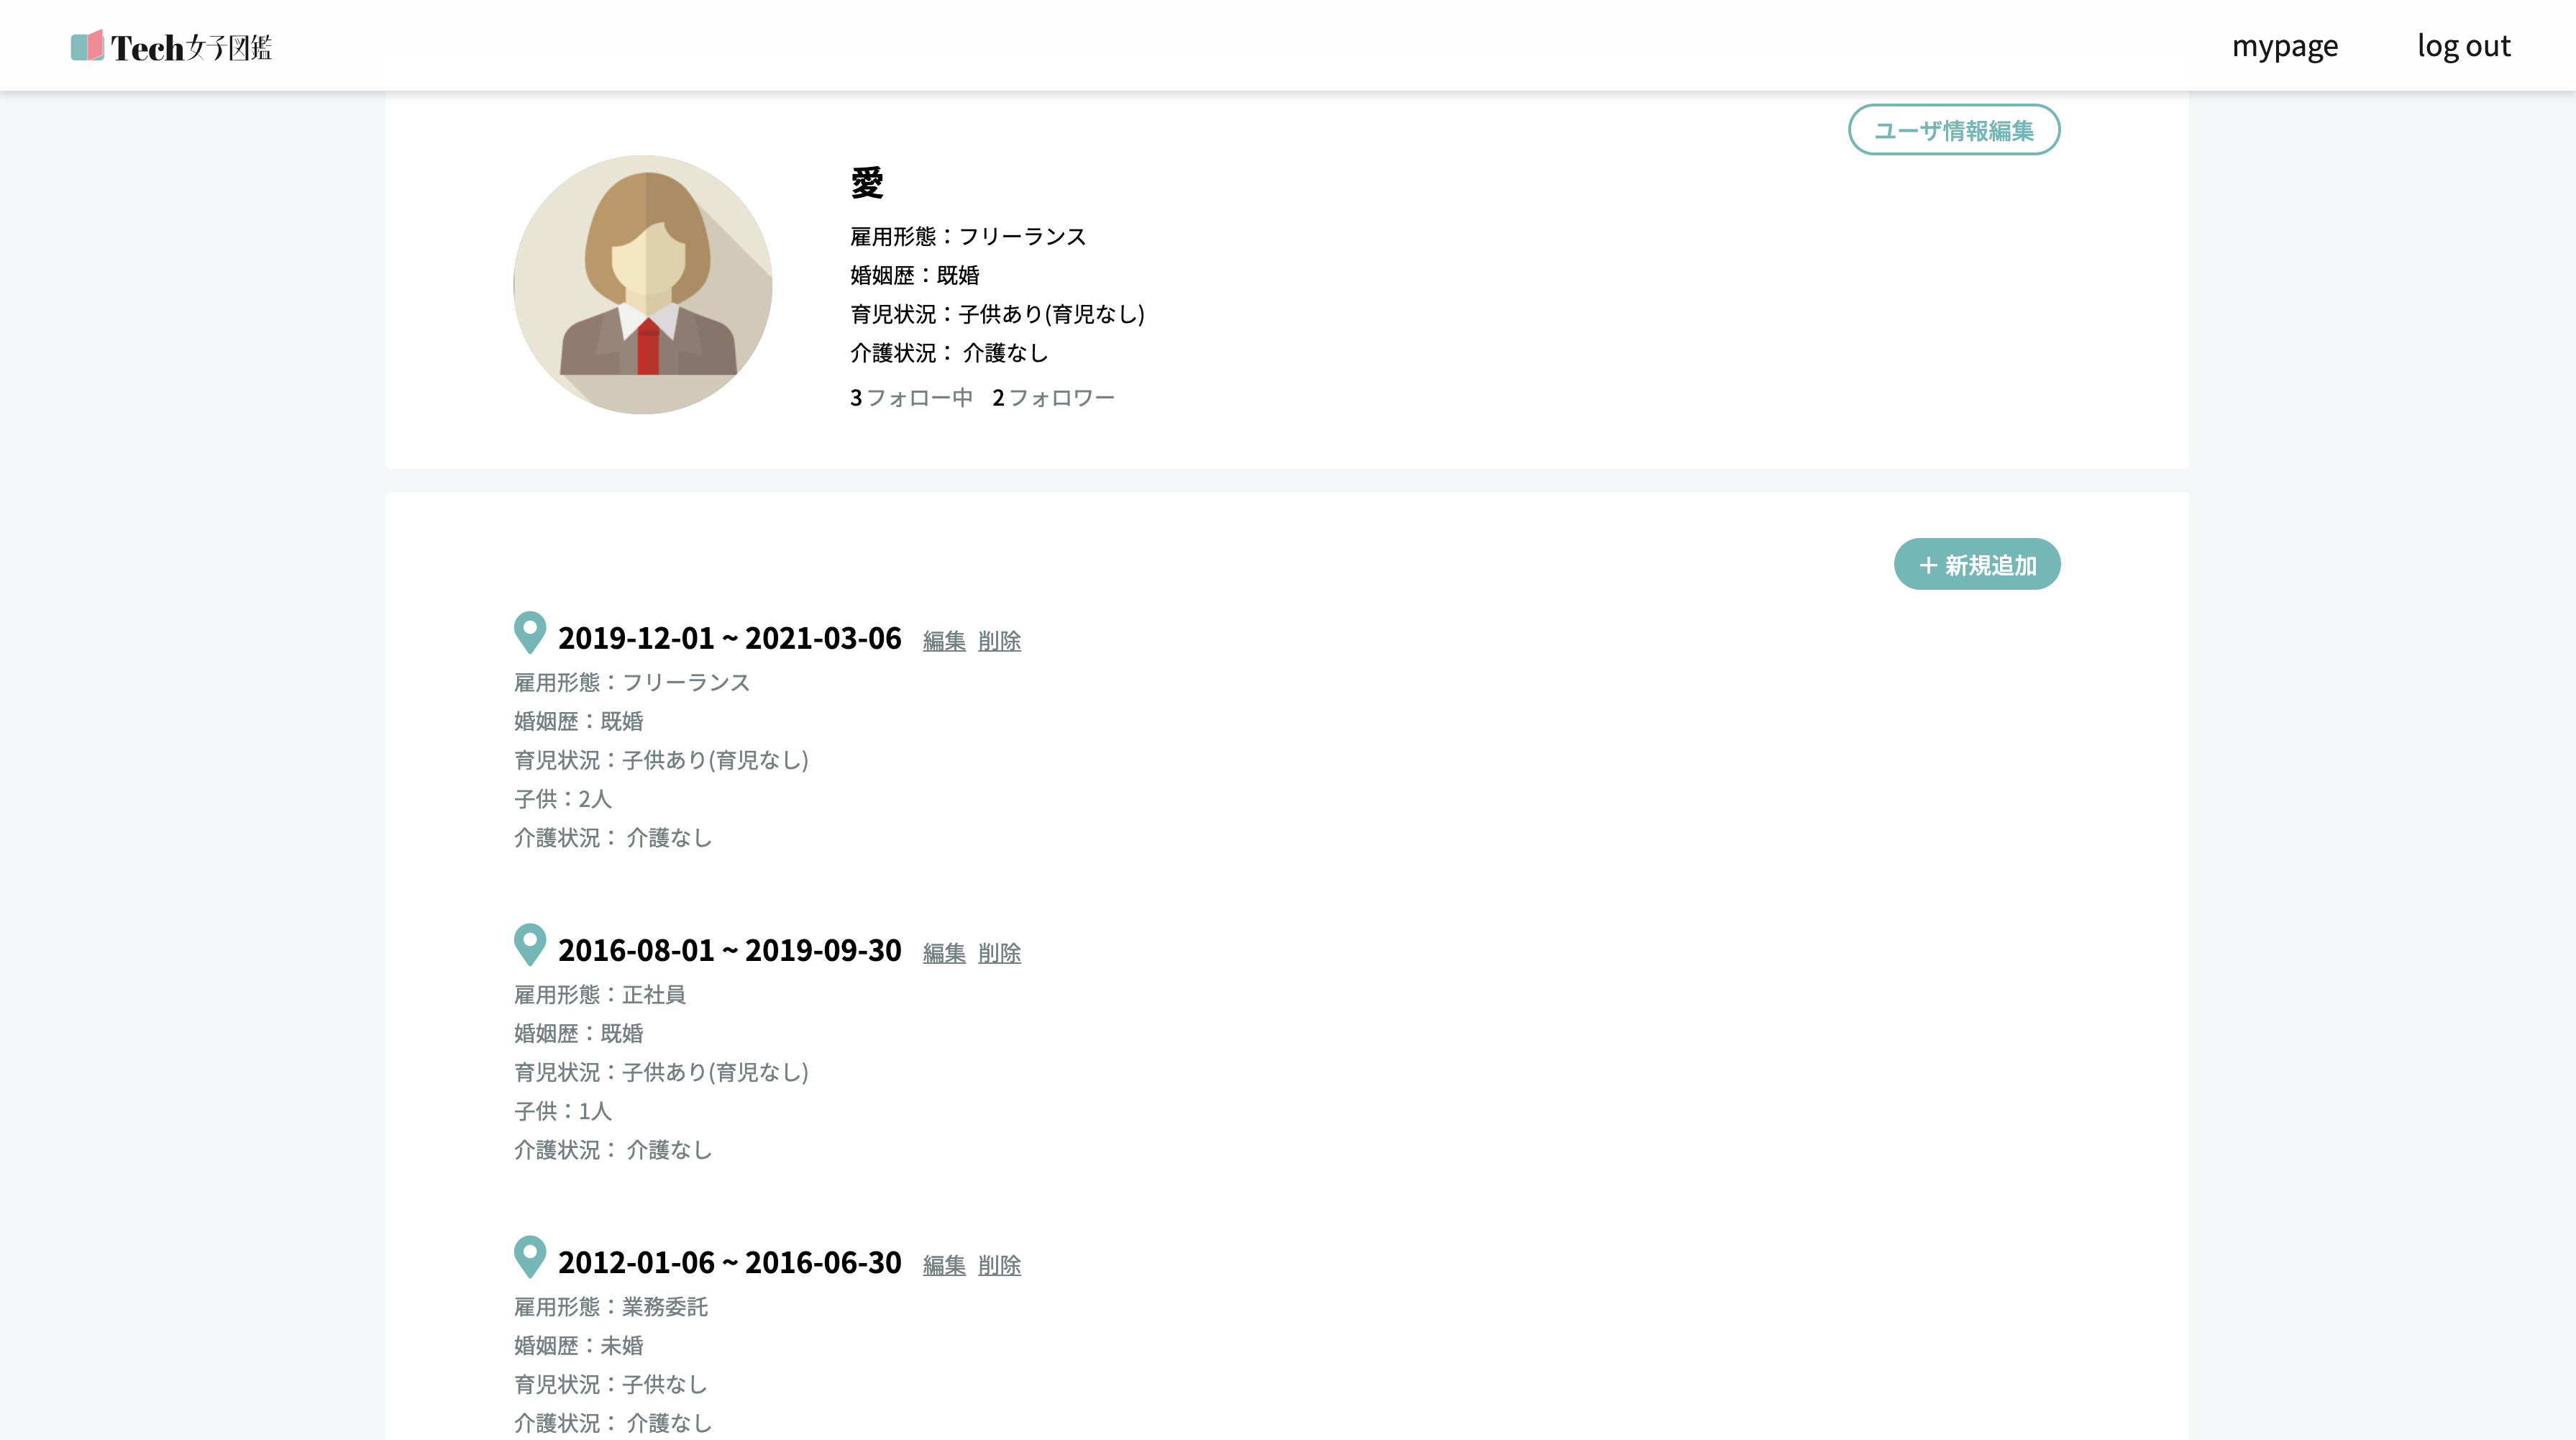 Tech女子図鑑
mypage
log out
ユーザ情報編集
愛
雇用形態：フリーランス
婚姻歴：既婚
育児状況：子供あり(育児なし)
介護状況： 介護なし
3 フォロー中 2 フォロワー
＋ 新規追加
2019-12-01 ~ 2021-03-06 編集 削除
雇用形態：フリーランス
婚姻歴：既婚
育児状況：子供あり(育児なし)
子供：2人
介護状況： 介護なし
2016-08-01 ~ 2019-09-30 編集 削除
雇用形態：正社員
婚姻歴：既婚
育児状況：子供あり(育児なし)
子供：1人
介護状況： 介護なし
2012-01-06 ~ 2016-06-30 編集 削除
雇用形態：業務委託
婚姻歴：未婚
育児状況：子供なし
介護状況： 介護なし